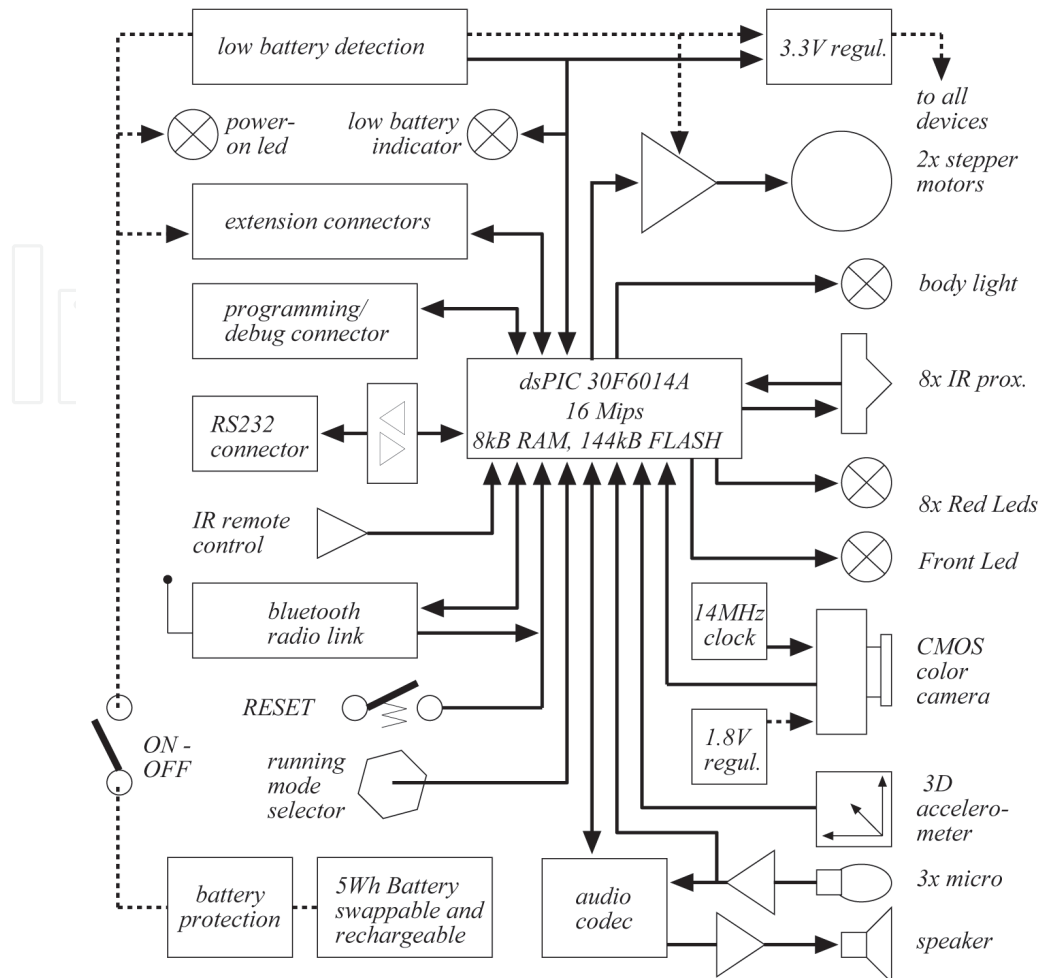 low battery detection
3.3V regul.
to all
devices
power-
on led
low battery
indicator
2x stepper
motors
extension connectors
body light
programming/
debug connector
dsPIC 30F6014A
16 Mips
8kB RAM, 144kB FLASH
8x IR prox.
RS232
connector
8x Red Leds
IR remote
control
Front Led
bluetooth
radio link
14MHz
clock
CMOS
color
camera
RESET
ON -
OFF
1.8V
regul.
running
mode
selector
3D
accelero-
meter
battery
protection
5Wh Battery
swappable and
rechargeable
audio
codec
3x micro
speaker